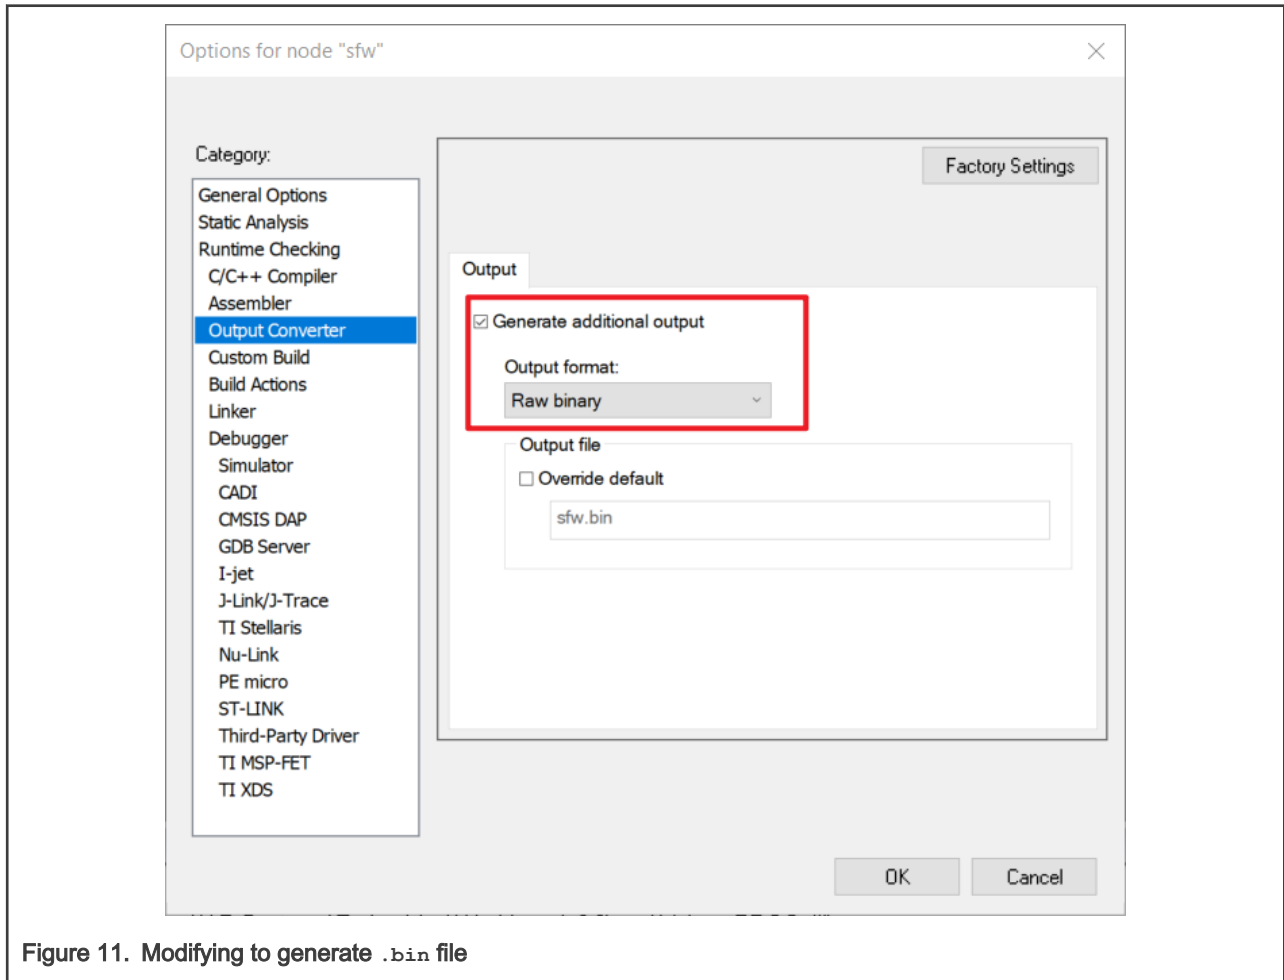 Options for node "sfw"
Category:
Factory Settings
General Options
Static Analysis
Runtime Checking
C/C++ Compiler
Assembler
Output Converter
Custom Build
Build Actions
Linker
Debugger
Simulator
CADI
CMSIS DAP
GDB Server
I-jet
J-Link/J-Trace
TI Stellaris
Nu-Link
PE micro
ST-LINK
Third-Party Driver
TI MSP-FET
TI XDS
Output
Generate additional output
Output format:
Raw binary
Output file
Override default
sfw.bin
OK
Cancel
Figure 11. Modifying to generate .bin file